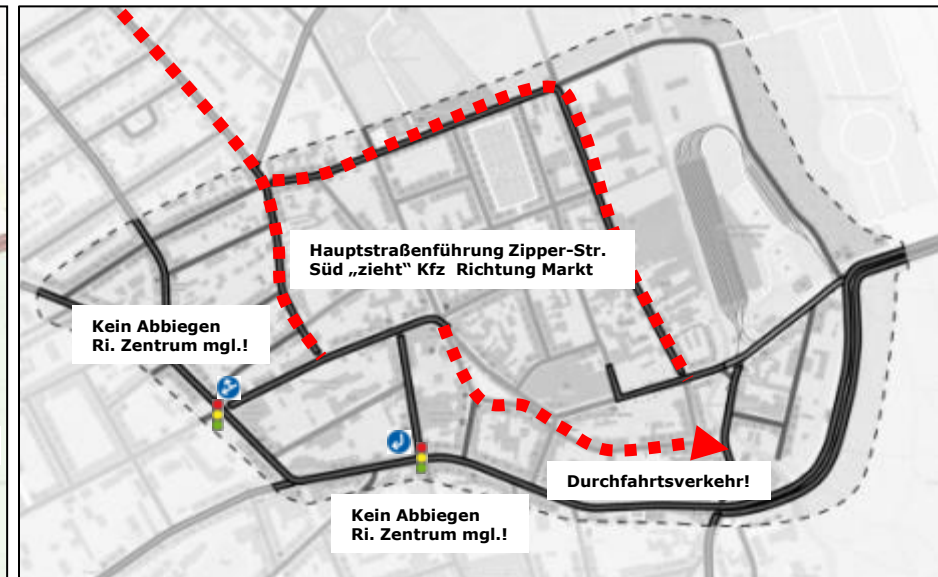 Hauptstraßenführung Zipper-Str.
Süd „zieht“ Kfz Richtung Markt
Kein Abbiegen
Ri. Zentrum mgl.!
Durchfahrtsverkehr!
Kein Abbiegen
Ri. Zentrum mgl.!